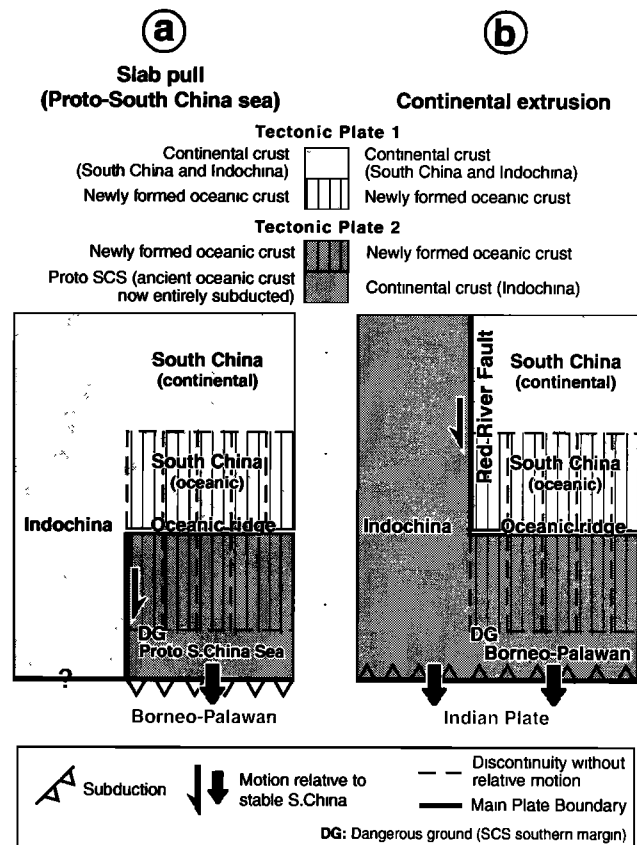 a
b
Slab pull
(Proto-South China sea)
Continental extrusion
Tectonic Plate 1
Continental crust
(South China and Indochina)
Continental crust
(South China and Indochina)
Newly formed oceanic crust
Newly formed oceanic crust
Tectonic Plate 2
Newly formed oceanic crust
Newly formed oceanic crust
Proto SCS (ancient oceanic crust
now entirely subducted)
Continental crust (Indochina)
South China
(continental)
South China
(oceanic)
Indochina
Oceanic ridge
DG
Proto S.China Sea
?
Borneo-Palawan
Red-River Fault
South China
(continental)
South China
(oceanic)
Indochina
Oceanic ridge
DG
Borneo-Palawan
Indian Plate
Subduction
Motion relative to
stable S.China
Discontinuity without
relative motion
Main Plate Boundary
DG: Dangerous ground (SCS southern margin)